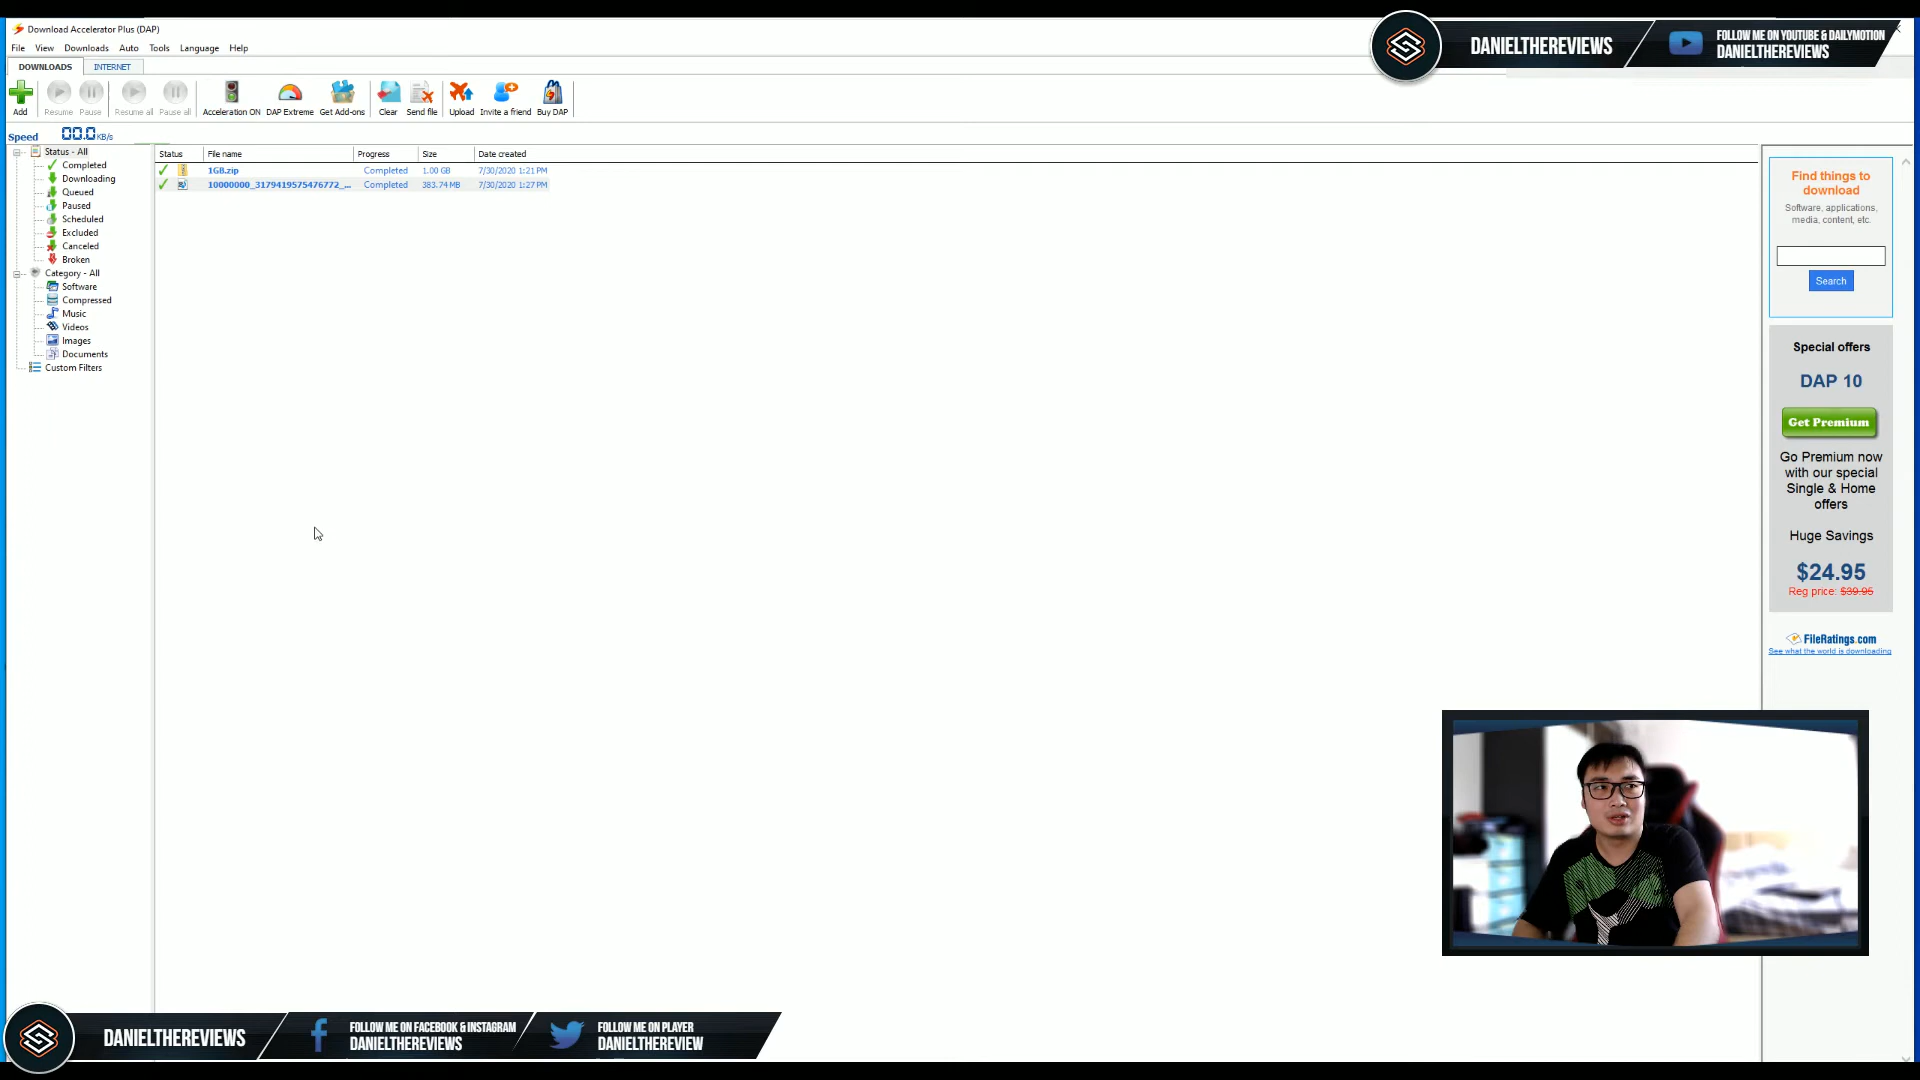 Download Accelerator Plus (DAP)
File View Downloads Auto Tools Language Help
DOWNLOADS INTERNET
Add Resume Pause Resume all Pause all Acceleration ON DAP Extreme Get Add-ons Clear Send file Upload Invite a friend Buy DAP
Speed 00.0 KB/s
Status - All
Completed
Downloading
Queued
Paused
Scheduled
Excluded
Canceled
Broken
Category - All
Software
Compressed
Music
Videos
Images
Documents
Custom Filters
Status File name Progress Size Date created
1GB.zip Completed 1.00 GB 7/30/2020 1:21 PM
10000000_3179419575476772_... Completed 383.74 MB 7/30/2020 1:27 PM
DANIELTHEREVIEWS
FOLLOW ME ON YOUTUBE & DAILYMOTION
DANIELTHEREVIEWS
Find things to
download
Software, applications,
media, content, etc.
Search
Special offers
DAP 10
Get Premium
Go Premium now
with our special
Single & Home
offers
Huge Savings
$24.95
Reg price: $39.95
FileRatings.com
See what the world is downloading
DANIELTHEREVIEWS
FOLLOW ME ON FACEBOOK & INSTAGRAM
DANIELTHEREVIEWS
FOLLOW ME ON PLAYER
DANIELTHEREVIEW